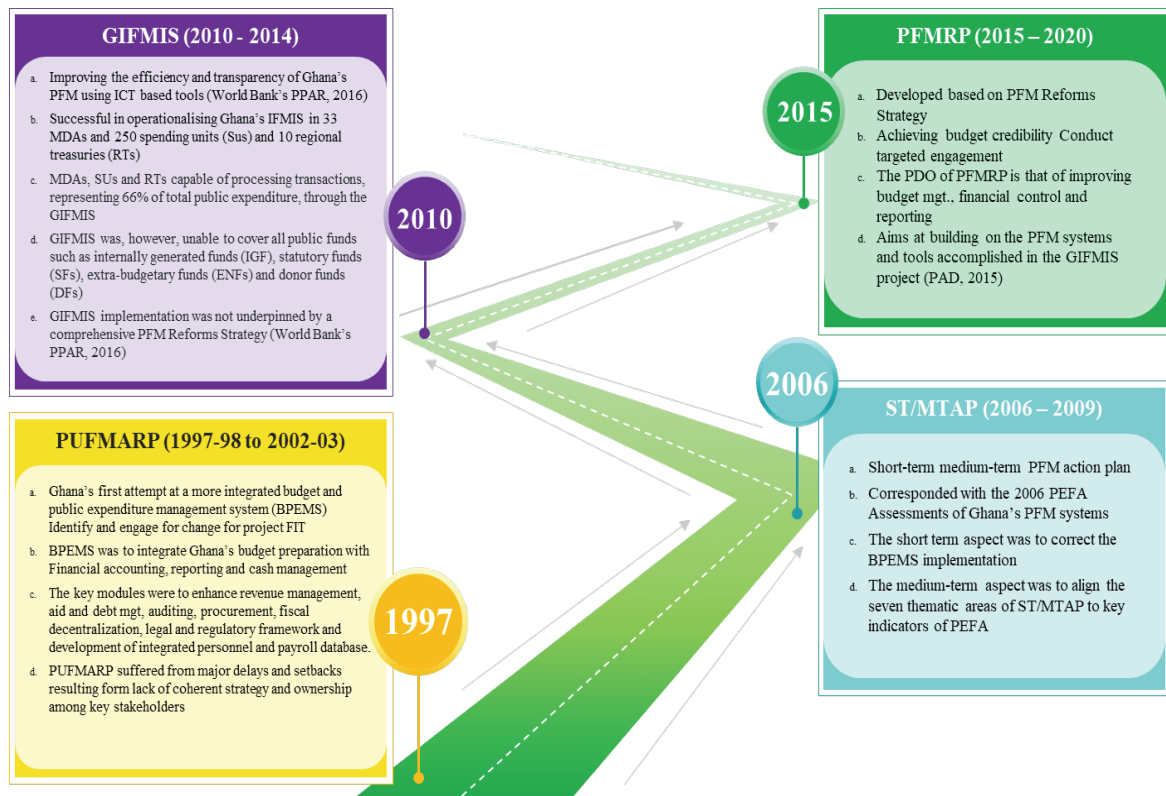 GIFMIS (2010 - 2014)
a. Improving the efficiency and transparency of Ghana's
PFM using ICT based tools (World Bank's PPAR, 2016)
b. Successful in operationalising Ghana's IFMIS in 33
MDAs and 250 spending units (Sus) and 10 regional
treasuries (RTs)
c. MDAs, SUs and RTs capable of processing transactions,
representing 66% of total public expenditure, through the
GIFMIS
d. GIFMIS was, however, unable to cover all public funds
such as internally generated funds (IGF), statutory funds
(SFs), extra-budgetary funds (ENFs) and donor funds
(DFs)
e. GIFMIS implementation was not underpinned by a
comprehensive PFM Reforms Strategy (World Bank's
PPAR, 2016)
2010
PFMRP (2015 – 2020)
a. Developed based on PFM Reforms
Strategy
b. Achieving budget credibility Conduct
targeted engagement
c. The PDO of PFMRP is that of improving
budget mgt., financial control and
reporting
d. Aims at building on the PFM systems
and tools accomplished in the GIFMIS
project (PAD, 2015)
2015
PUFMARP (1997-98 to 2002-03)
a. Ghana's first attempt at a more integrated budget and
public expenditure management system (BPEMS)
Identify and engage for change for project FIT
b. BPEMS was to integrate Ghana's budget preparation with
Financial accounting, reporting and cash management
c. The key modules were to enhance revenue management,
aid and debt mgt, auditing, procurement, fiscal
decentralization, legal and regulatory framework and
development of integrated personnel and payroll database.
d. PUFMARP suffered from major delays and setbacks
resulting form lack of coherent strategy and ownership
among key stakeholders
1997
2006
ST/MTAP (2006 – 2009)
a. Short-term medium-term PFM action plan
b. Corresponded with the 2006 PEFA
Assessments of Ghana's PFM systems
c. The short term aspect was to correct the
BPEMS implementation
d. The medium-term aspect was to align the
seven thematic areas of ST/MTAP to key
indicators of PEFA